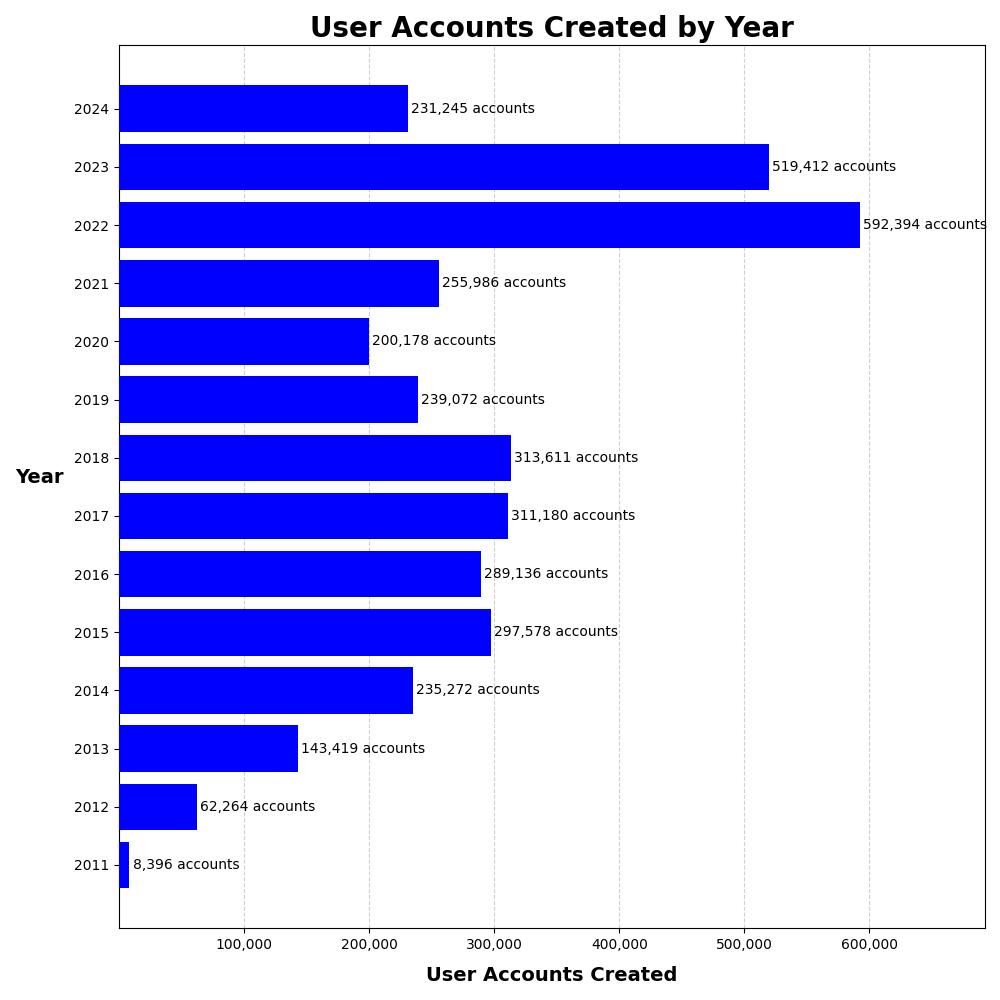 User Accounts Created by Year
2024 231,245 accounts
2023 519,412 accounts
2022 592,394 accounts
2021 255,986 accounts
2020 200,178 accounts
2019 239,072 accounts
2018 313,611 accounts
Year
2017 311,180 accounts
2016 289,136 accounts
2015 297,578 accounts
2014 235,272 accounts
2013 143,419 accounts
2012 62,264 accounts
2011 8,396 accounts
100,000 200,000 300,000 400,000 500,000 600,000
User Accounts Created